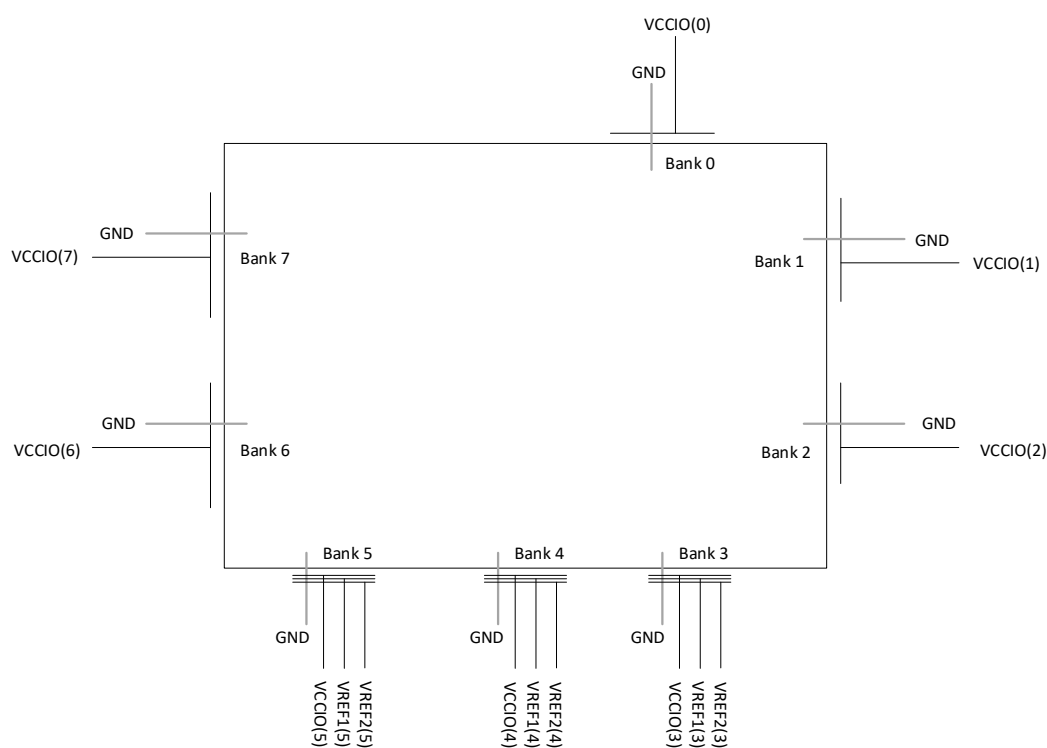 VCCIO(0)
GND
Bank 0
GND
VCCIO(7)
Bank 7
GND
Bank 1
VCCIO(1)
GND
VCCIO(6)
Bank 6
GND
Bank 2
VCCIO(2)
Bank 5
Bank 4
Bank 3
GND
GND
GND
VCCIO(5)
VREF1(5)
VREF2(5)
VCCIO(4)
VREF1(4)
VREF2(4)
VCCIO(3)
VREF1(3)
VREF2(3)